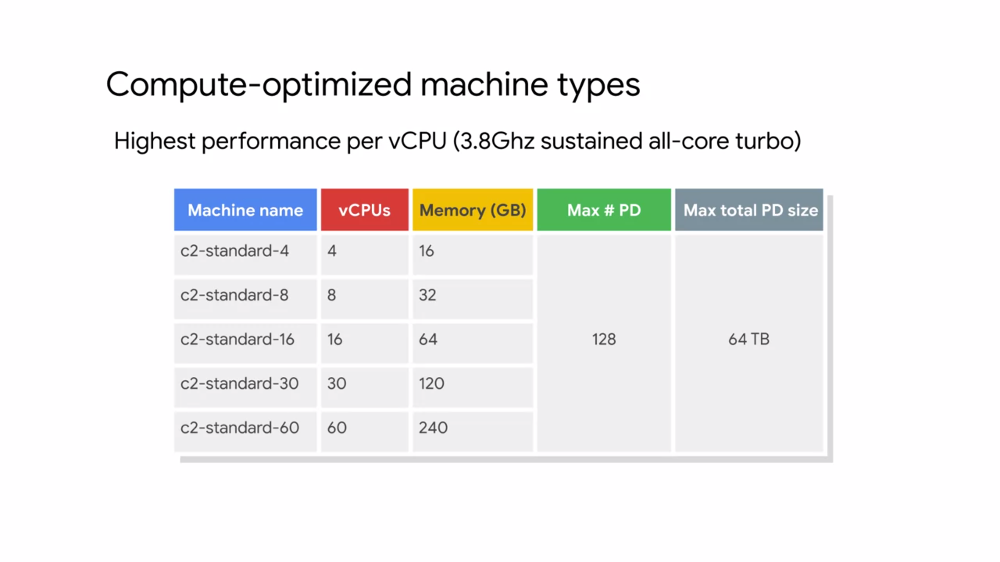 Compute-optimized machine types
Highest performance per vCPU (3.8Ghz sustained all-core turbo)
Machine name vCPUs Memory (GB) Max # PD Max total PD size
c2-standard-4 4 16
c2-standard-8 8 32
c2-standard-16 16 64 128 64 TB
c2-standard-30 30 120
c2-standard-60 60 240